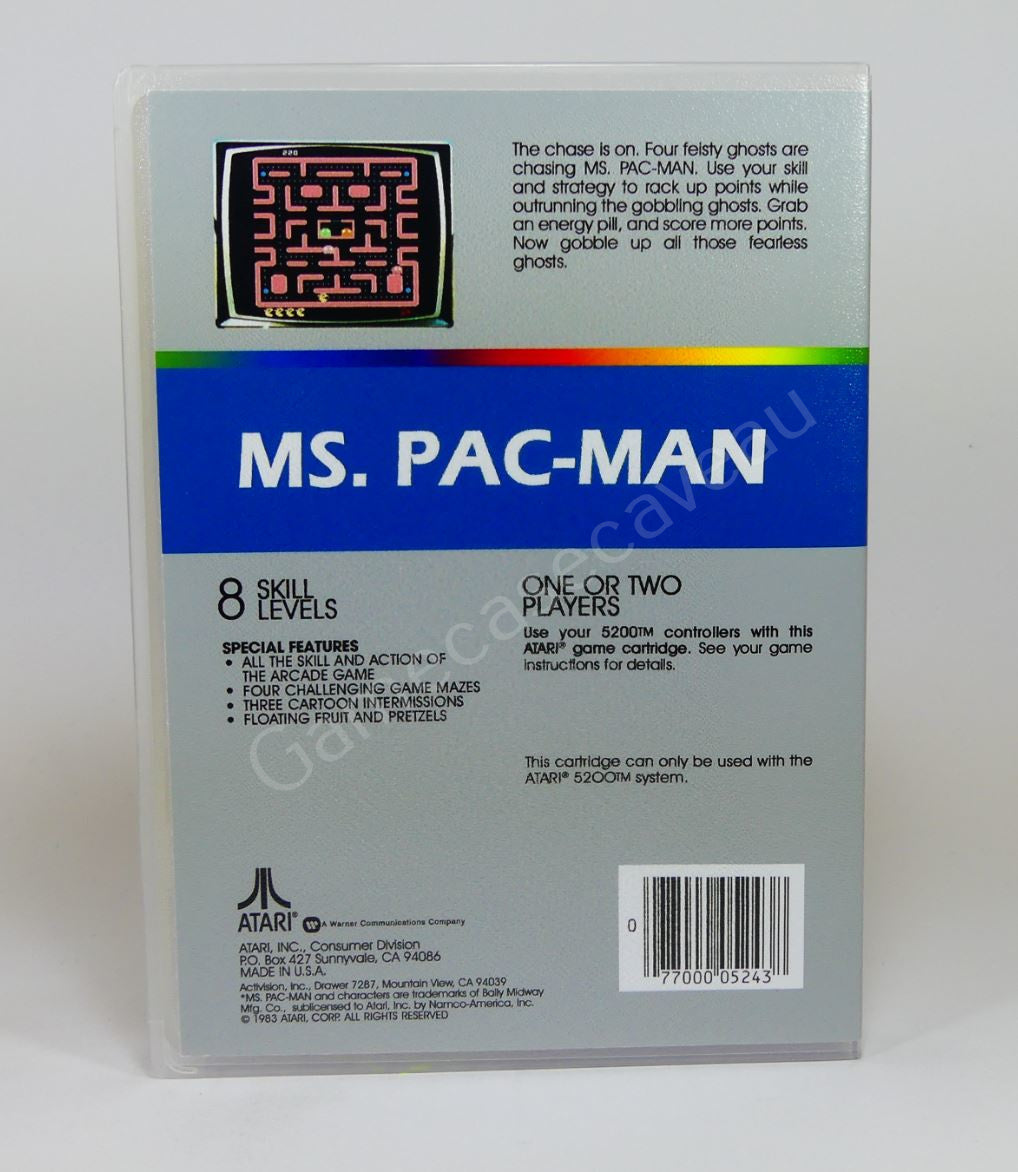 220
The chase is on. Four feisty ghosts are
chasing MS. PAC-MAN. Use your skill
and strategy to rack up points while
outrunning the gobbling ghosts. Grab
an energy pill, and score more points.
Now gobble up all those fearless
ghosts.
MS. PAC-MAN
8 SKILL
LEVELS
SPECIAL FEATURES
• ALL THE SKILL AND ACTION OF
THE ARCADE GAME
• FOUR CHALLENGING GAME MAZES
• THREE CARTOON INTERMISSIONS
• FLOATING FRUIT AND PRETZELS
ONE OR TWO
PLAYERS
Use your 5200™ controllers with this
ATARI® game cartridge. See your game
instructions for details.
This cartridge can only be used with the
ATARI® 5200™ system.
Gamecasecaveau
ATARI® A Warner Communications Company
ATARI, INC., Consumer Division
P.O. Box 427 Sunnyvale, CA 94086
MADE IN U.S.A.
Activision, Inc., Drawer 7287, Mountain View, CA 94039
*MS. PAC-MAN and characters are trademarks of Bally Midway
Mfg. Co., sublicensed to Atari, Inc. by Namco-America, Inc.
© 1983 ATARI, CORP. ALL RIGHTS RESERVED
0 77000 05243